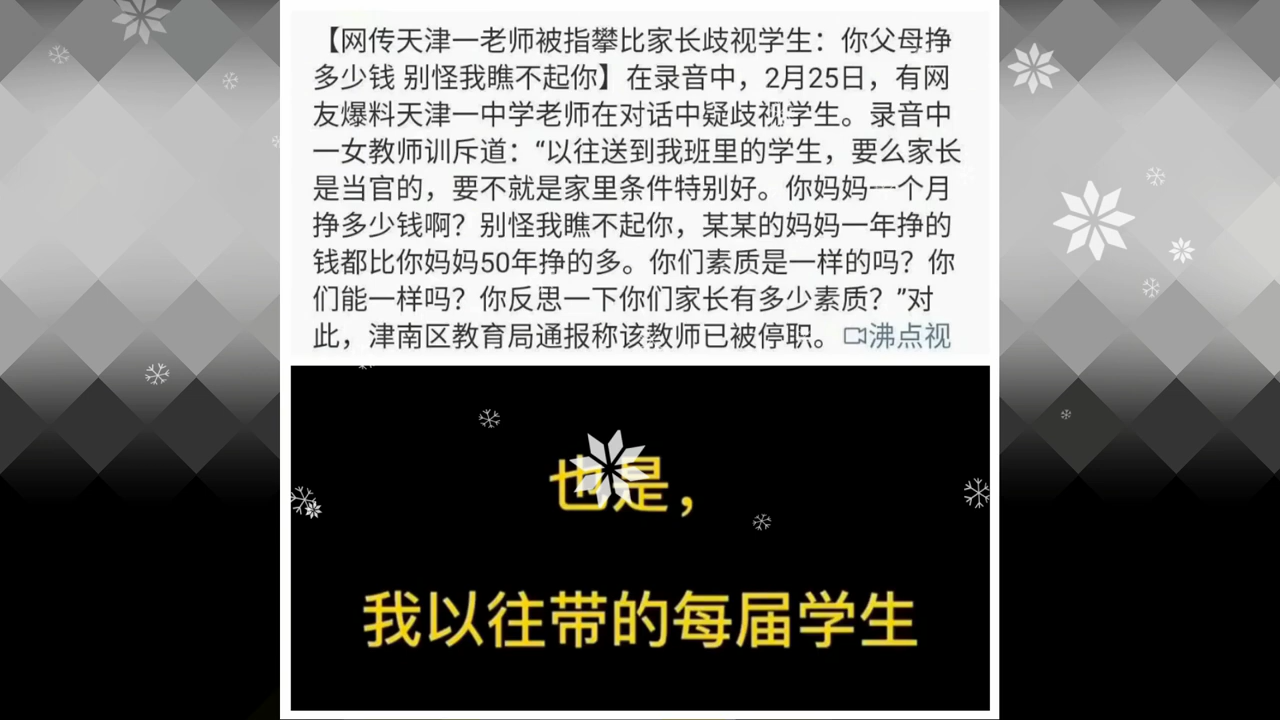 【网传天津一老师被指攀比家长歧视学生：你父母挣
多少钱 别怪我瞧不起你】在录音中，2月25日，有网
友爆料天津一中学老师在对话中疑歧视学生。录音中
一女教师训斥道：“以往送到我班里的学生，要么家长
是当官的，要不就是家里条件特别好。你妈妈一个月
挣多少钱啊？别怪我瞧不起你，某某的妈妈一年挣的
钱都比你妈妈50年挣的多。你们素质是一样的吗？你
们能一样吗？你反思一下你们家长有多少素质？”对
此，津南区教育局通报称该教师已被停职。 沸点视
也是，
我以往带的每届学生